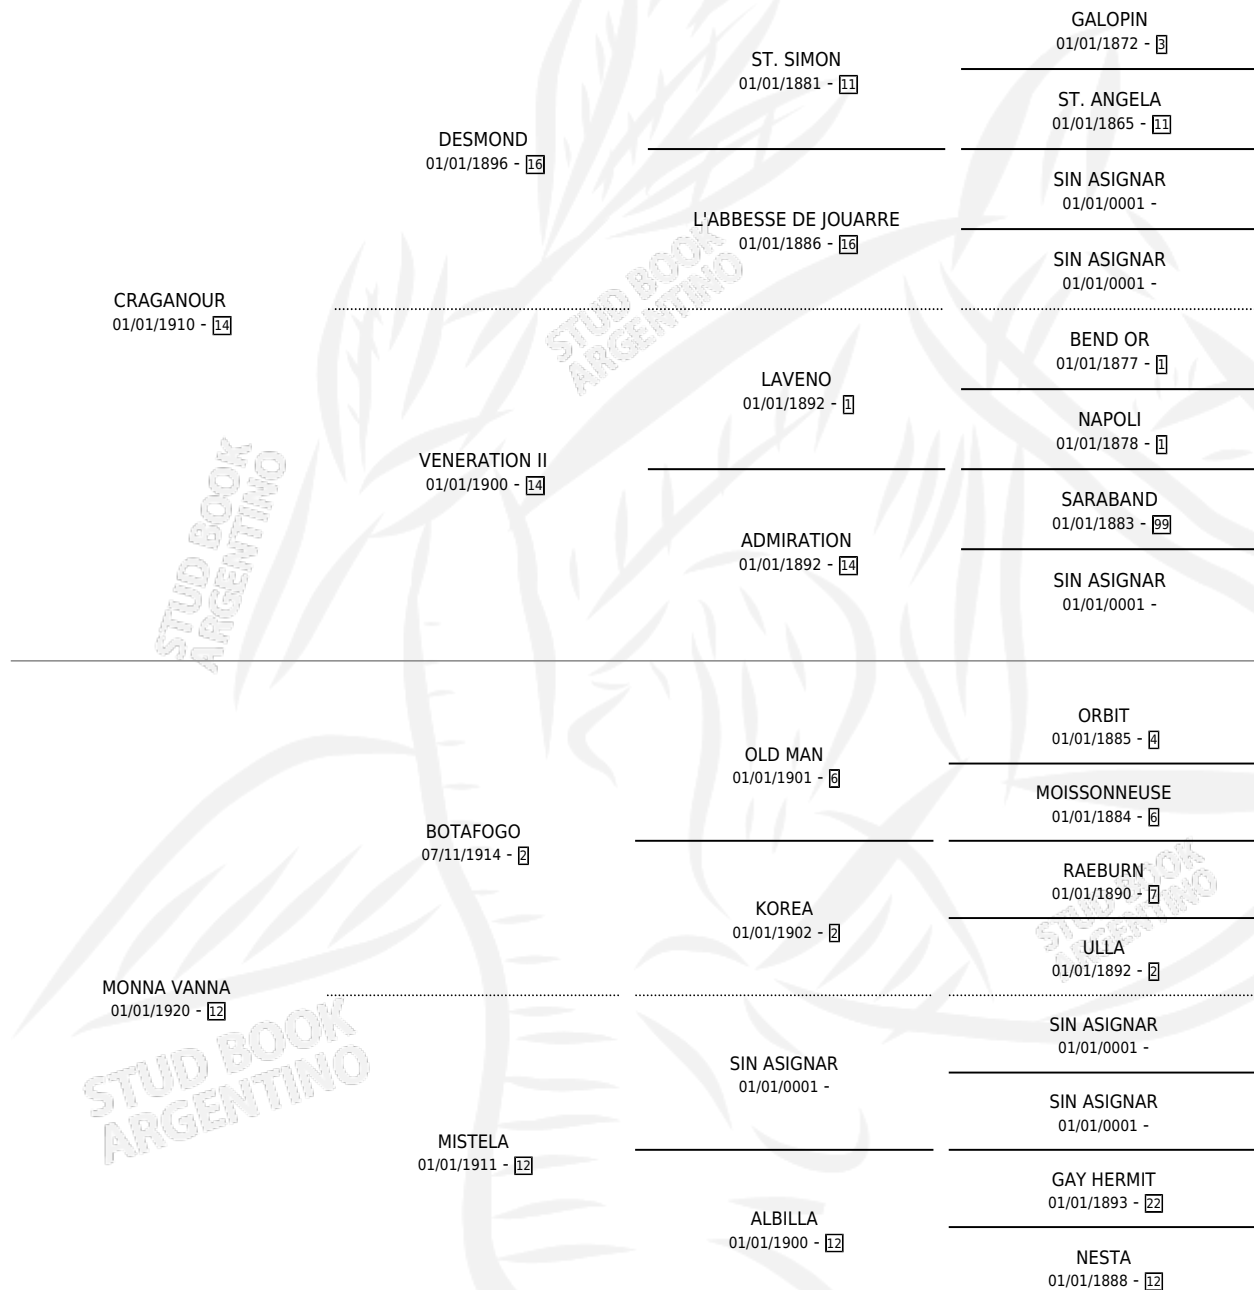 GALOPIN
01/01/1872 - 3
ST. SIMON
01/01/1881 - 11
ST. ANGELA
01/01/1865 - 11
DESMOND
01/01/1896 - 16
SIN ASIGNAR
01/01/0001 -
L'ABBESSE DE JOUARRE
01/01/1886 - 16
SIN ASIGNAR
01/01/0001 -
CRAGANOUR
01/01/1910 - 14
BEND OR
01/01/1877 - 1
LAVENO
01/01/1892 - 1
NAPOLI
01/01/1878 - 1
VENERATION II
01/01/1900 - 14
SARABAND
01/01/1883 - 99
ADMIRATION
01/01/1892 - 14
SIN ASIGNAR
01/01/0001 -
ORBIT
01/01/1885 - 4
OLD MAN
01/01/1901 - 6
MOISSONNEUSE
01/01/1884 - 6
BOTAFOGO
07/11/1914 - 2
RAEBURN
01/01/1890 - 7
KOREA
01/01/1902 - 2
ULLA
01/01/1892 - 2
MONNA VANNA
01/01/1920 - 12
SIN ASIGNAR
01/01/0001 -
SIN ASIGNAR
01/01/0001 -
SIN ASIGNAR
01/01/0001 -
MISTELA
01/01/1911 - 12
GAY HERMIT
01/01/1893 - 22
ALBILLA
01/01/1900 - 12
NESTA
01/01/1888 - 12
STUD BOOK
ARGENTINO
STUD BOOK
ARGENTINO
STUD BOOK
ARGENTINO
STUD BOOK
ARGENTINO